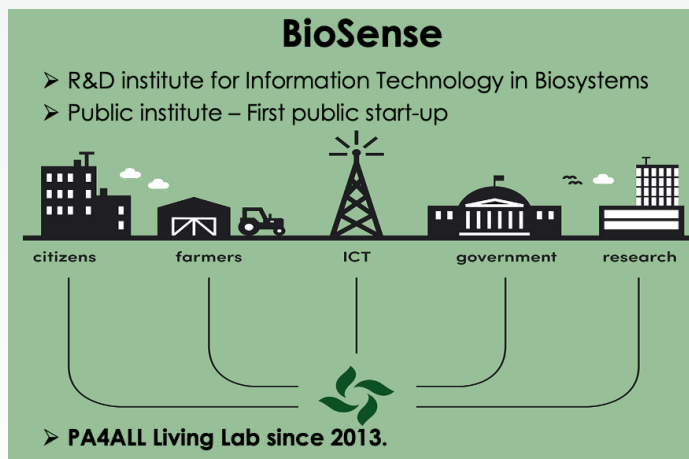 BioSense
➢ R&D institute for Information Technology in Biosystems
➢ Public institute – First public start-up
citizens farmers ICT government research
➢ PA4ALL Living Lab since 2013.